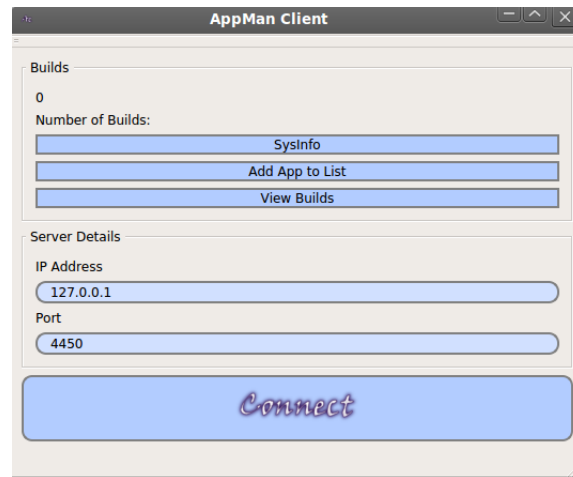 AppMan Client
Builds
0
Number of Builds:
SysInfo
Add App to List
View Builds
Server Details
IP Address
127.0.0.1
Port
4450
Connect